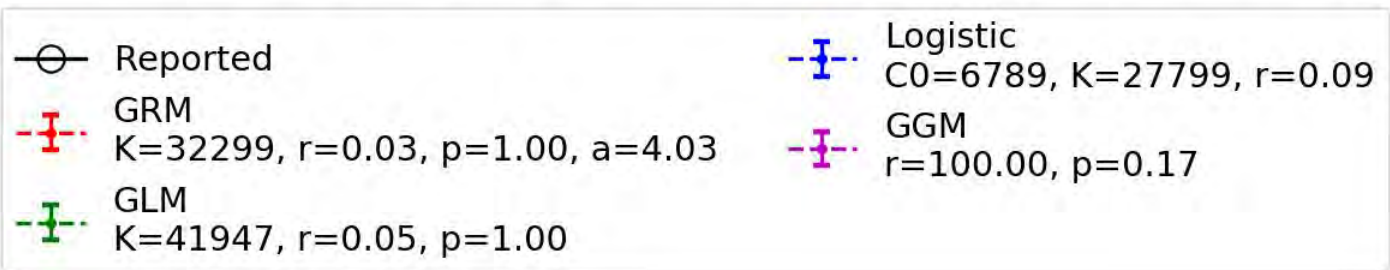 Reported
GRM
K=32299, r=0.03, p=1.00, a=4.03
GLM
K=41947, r=0.05, p=1.00
Logistic
C0=6789, K=27799, r=0.09
GGM
r=100.00, p=0.17